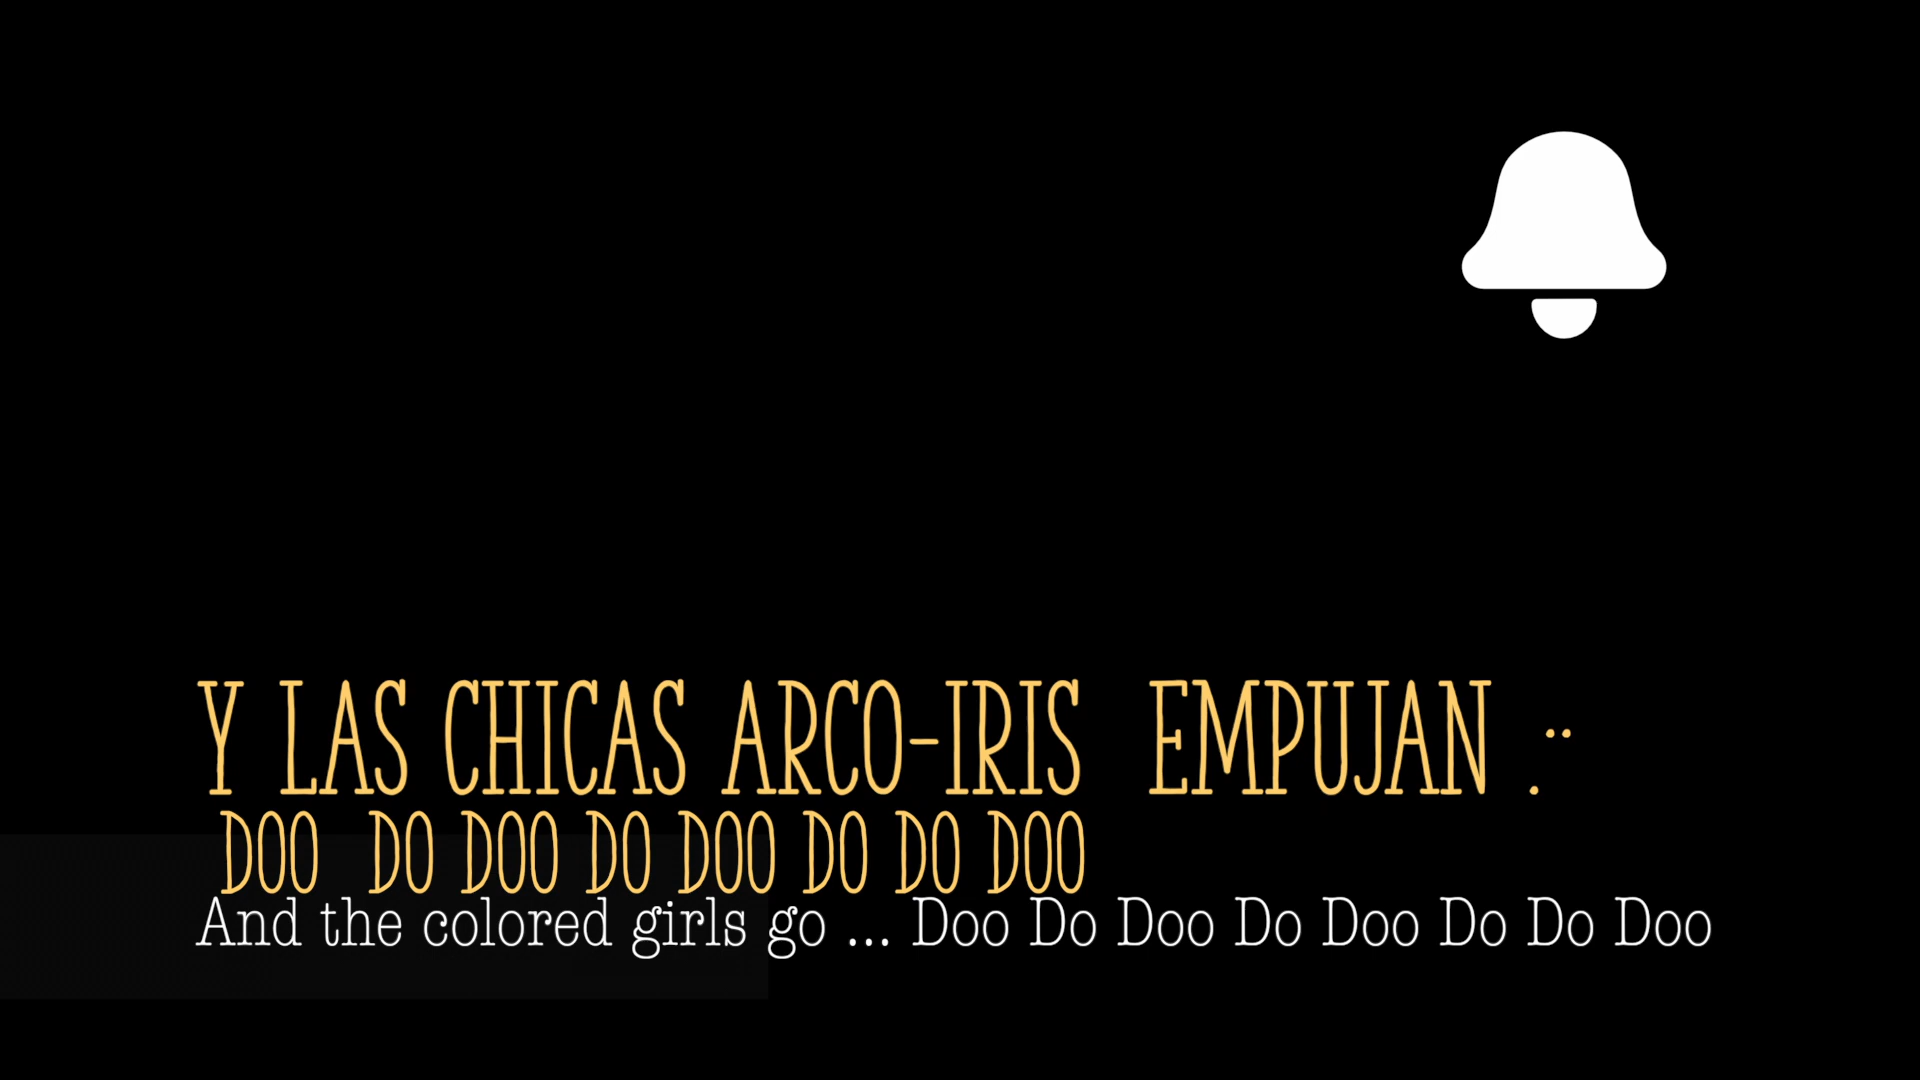 Y LAS CHICAS ARCO-IRIS EMPUJAN .¨
DOO DO DOO DO DOO DO DO DOO
And the colored girls go ... Doo Do Doo Do Doo Do Do Doo